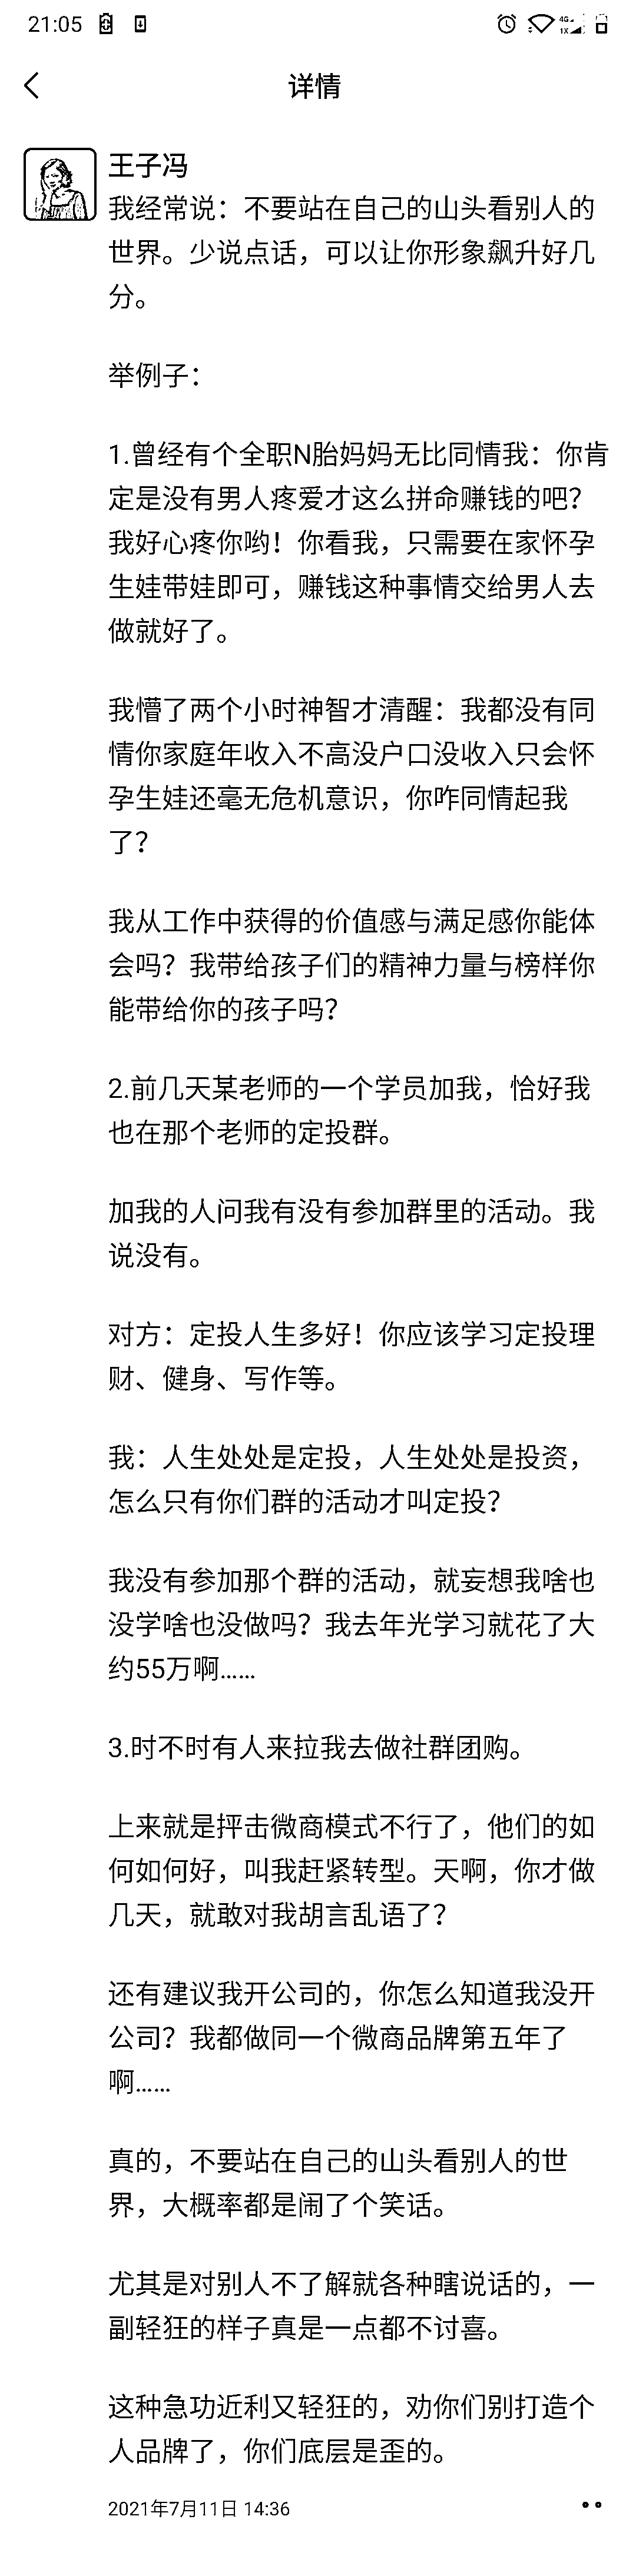 21:05
4G
1X
详情
王子冯
我经常说：不要站在自己的山头看别人的
世界。少说点话，可以让你形象飙升好几
分。
举例子：
1.曾经有个全职N胎妈妈无比同情我：你肯
定是没有男人疼爱才这么拼命赚钱的吧？
我好心疼你哟！你看我，只需要在家怀孕
生娃带娃即可，赚钱这种事情交给男人去
做就好了。
我懵了两个小时神智才清醒：我都没有同
情你家庭年收入不高没户口没收入只会怀
孕生娃还毫无危机意识，你咋同情起我
了？
我从工作中获得的价值感与满足感你能体
会吗？我带给孩子们的精神力量与榜样你
能带给你的孩子吗？
2.前几天某老师的一个学员加我，恰好我
也在那个老师的定投群。
加我的人问我有没有参加群里的活动。我
说没有。
对方：定投人生多好！你应该学习定投理
财、健身、写作等。
我：人生处处是定投，人生处处是投资，
怎么只有你们群的活动才叫定投？
我没有参加那个群的活动，就妄想我啥也
没学啥也没做吗？我去年光学习就花了大
约55万啊……
3.时不时有人来拉我去做社群团购。
上来就是抨击微商模式不行了，他们的如
何如何好，叫我赶紧转型。天啊，你才做
几天，就敢对我胡言乱语了？
还有建议我开公司的，你怎么知道我没开
公司？我都做同一个微商品牌第五年了
啊……
真的，不要站在自己的山头看别人的世
界，大概率都是闹了个笑话。
尤其是对别人不了解就各种瞎说话的，一
副轻狂的样子真是一点都不讨喜。
这种急功近利又轻狂的，劝你们别打造个
人品牌了，你们底层是歪的。
2021年7月11日 14:36